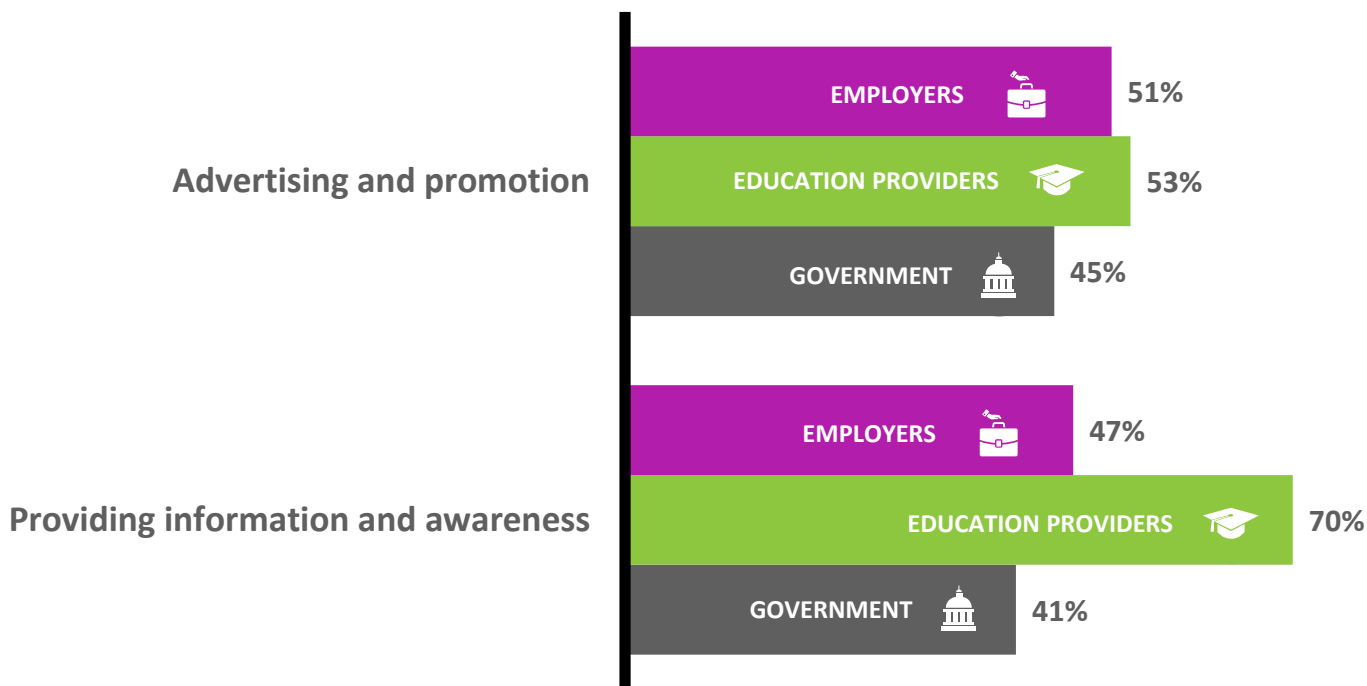 EMPLOYERS 51%
Advertising and promotion
EDUCATION PROVIDERS 53%
GOVERNMENT 45%
EMPLOYERS 47%
Providing information and awareness
EDUCATION PROVIDERS 70%
GOVERNMENT 41%